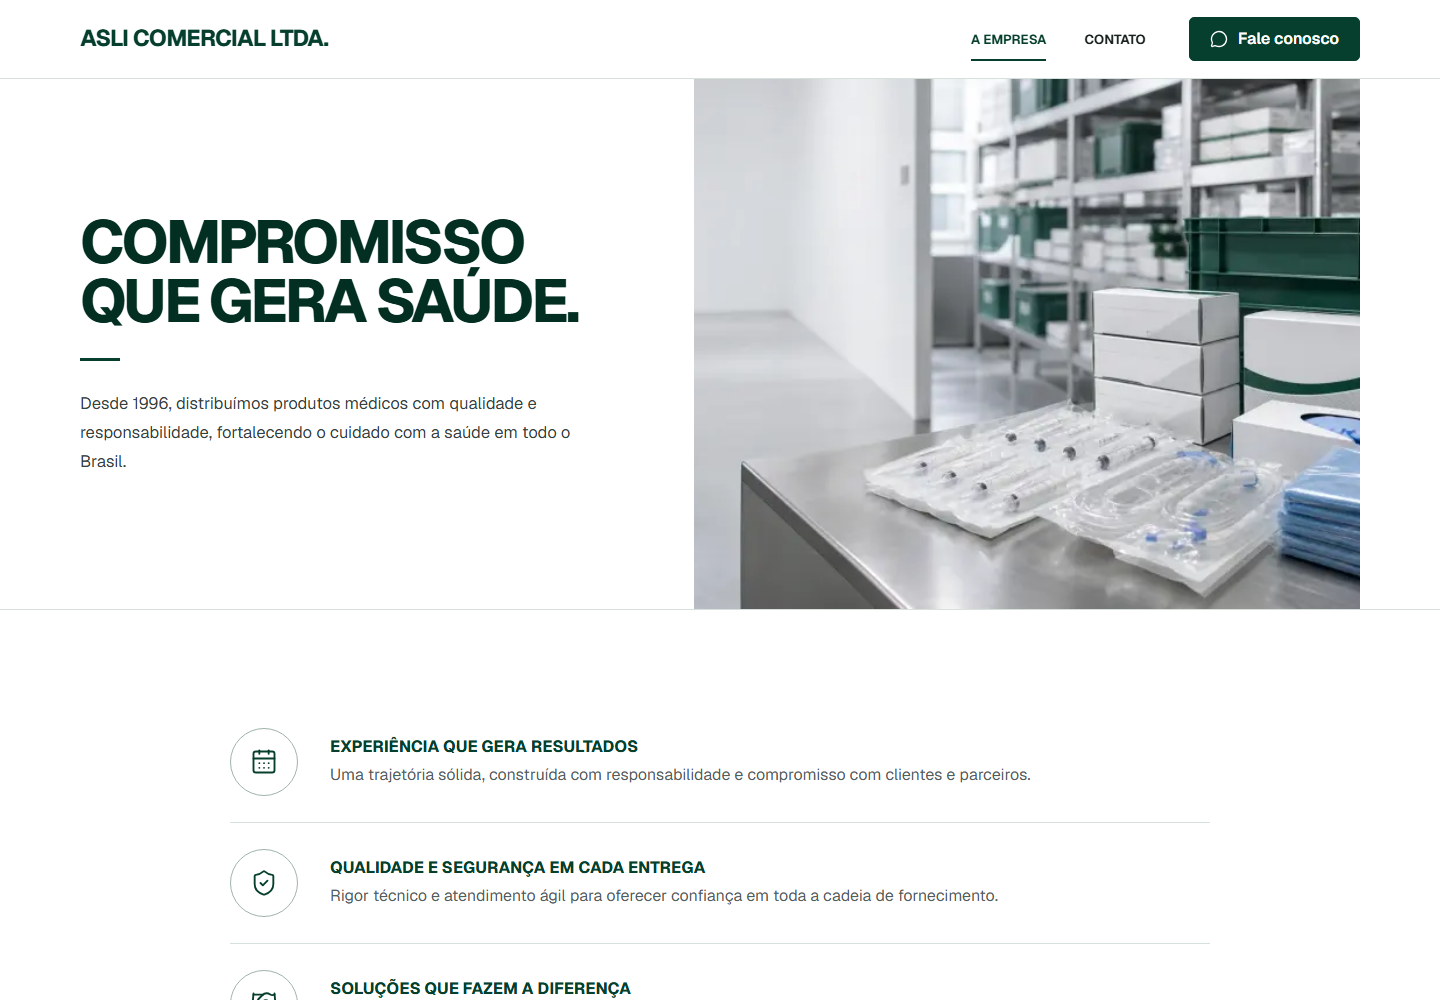 ASLI COMERCIAL LTDA.
A EMPRESA
CONTATO
Fale conosco
COMPROMISSO
QUE GERA SAÚDE.
Desde 1996, distribuímos produtos médicos com qualidade e
responsabilidade, fortalecendo o cuidado com a saúde em todo o
Brasil.
EXPERIÊNCIA QUE GERA RESULTADOS
Uma trajetória sólida, construída com responsabilidade e compromisso com clientes e parceiros.
QUALIDADE E SEGURANÇA EM CADA ENTREGA
Rigor técnico e atendimento ágil para oferecer confiança em toda a cadeia de fornecimento.
SOLUÇÕES QUE FAZEM A DIFERENÇA